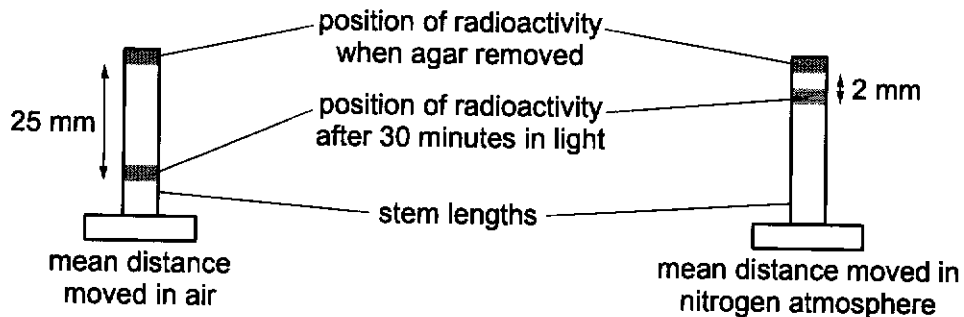 position of radioactivity
when agar removed
25 mm
2 mm
position of radioactivity
after 30 minutes in light
stem lengths
mean distance
moved in air
mean distance moved in
nitrogen atmosphere